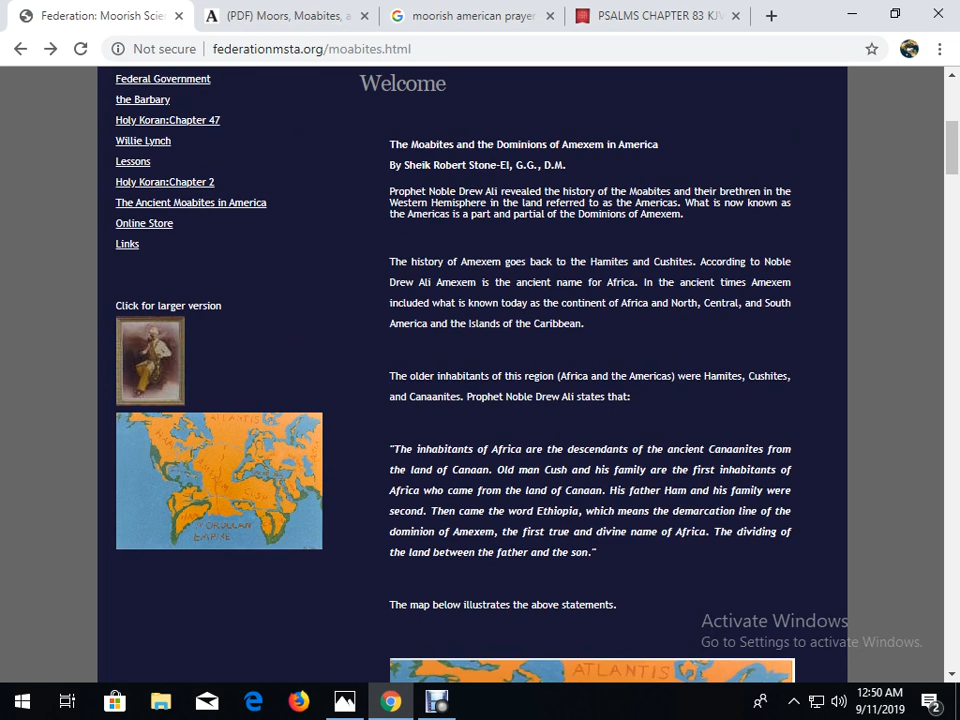 Federation: Moorish Scie
(PDF) Moors, Moabites, a
moorish american prayer
PSALMS CHAPTER 83 KJV
Not secure
federationmsta.org/moabites.html
Federal Government
the Barbary
Holy Koran:Chapter 47
Willie Lynch
Lessons
Holy Koran:Chapter 2
The Ancient Moabites in America
Online Store
Links
Click for larger version
ATLANTIS
EMPIRE
Welcome
The Moabites and the Dominions of Amexem in America
By Sheik Robert Stone-El, G.G., D.M.
Prophet Noble Drew Ali revealed the history of the Moabites and their brethren in the
Western Hemisphere in the land referred to as the Americas. What is now known as
the Americas is a part and partial of the Dominions of Amexem.
The history of Amexem goes back to the Hamites and Cushites. According to Noble
Drew Ali Amexem is the ancient name for Africa. In the ancient times Amexem
included what is known today as the continent of Africa and North, Central, and South
America and the Islands of the Caribbean.
The older inhabitants of this region (Africa and the Americas) were Hamites, Cushites,
and Canaanites. Prophet Noble Drew Ali states that:
"The inhabitants of Africa are the descendants of the ancient Canaanites from
the land of Canaan. Old man Cush and his family are the first inhabitants of
Africa who came from the land of Canaan. His father Ham and his family were
second. Then came the word Ethiopia, which means the demarcation line of the
dominion of Amexem, the first true and divine name of Africa. The dividing of
the land between the father and the son."
The map below illustrates the above statements.
ATLANTIS
Activate Windows
Go to Settings to activate Windows.
12:50 AM
9/11/2019
2